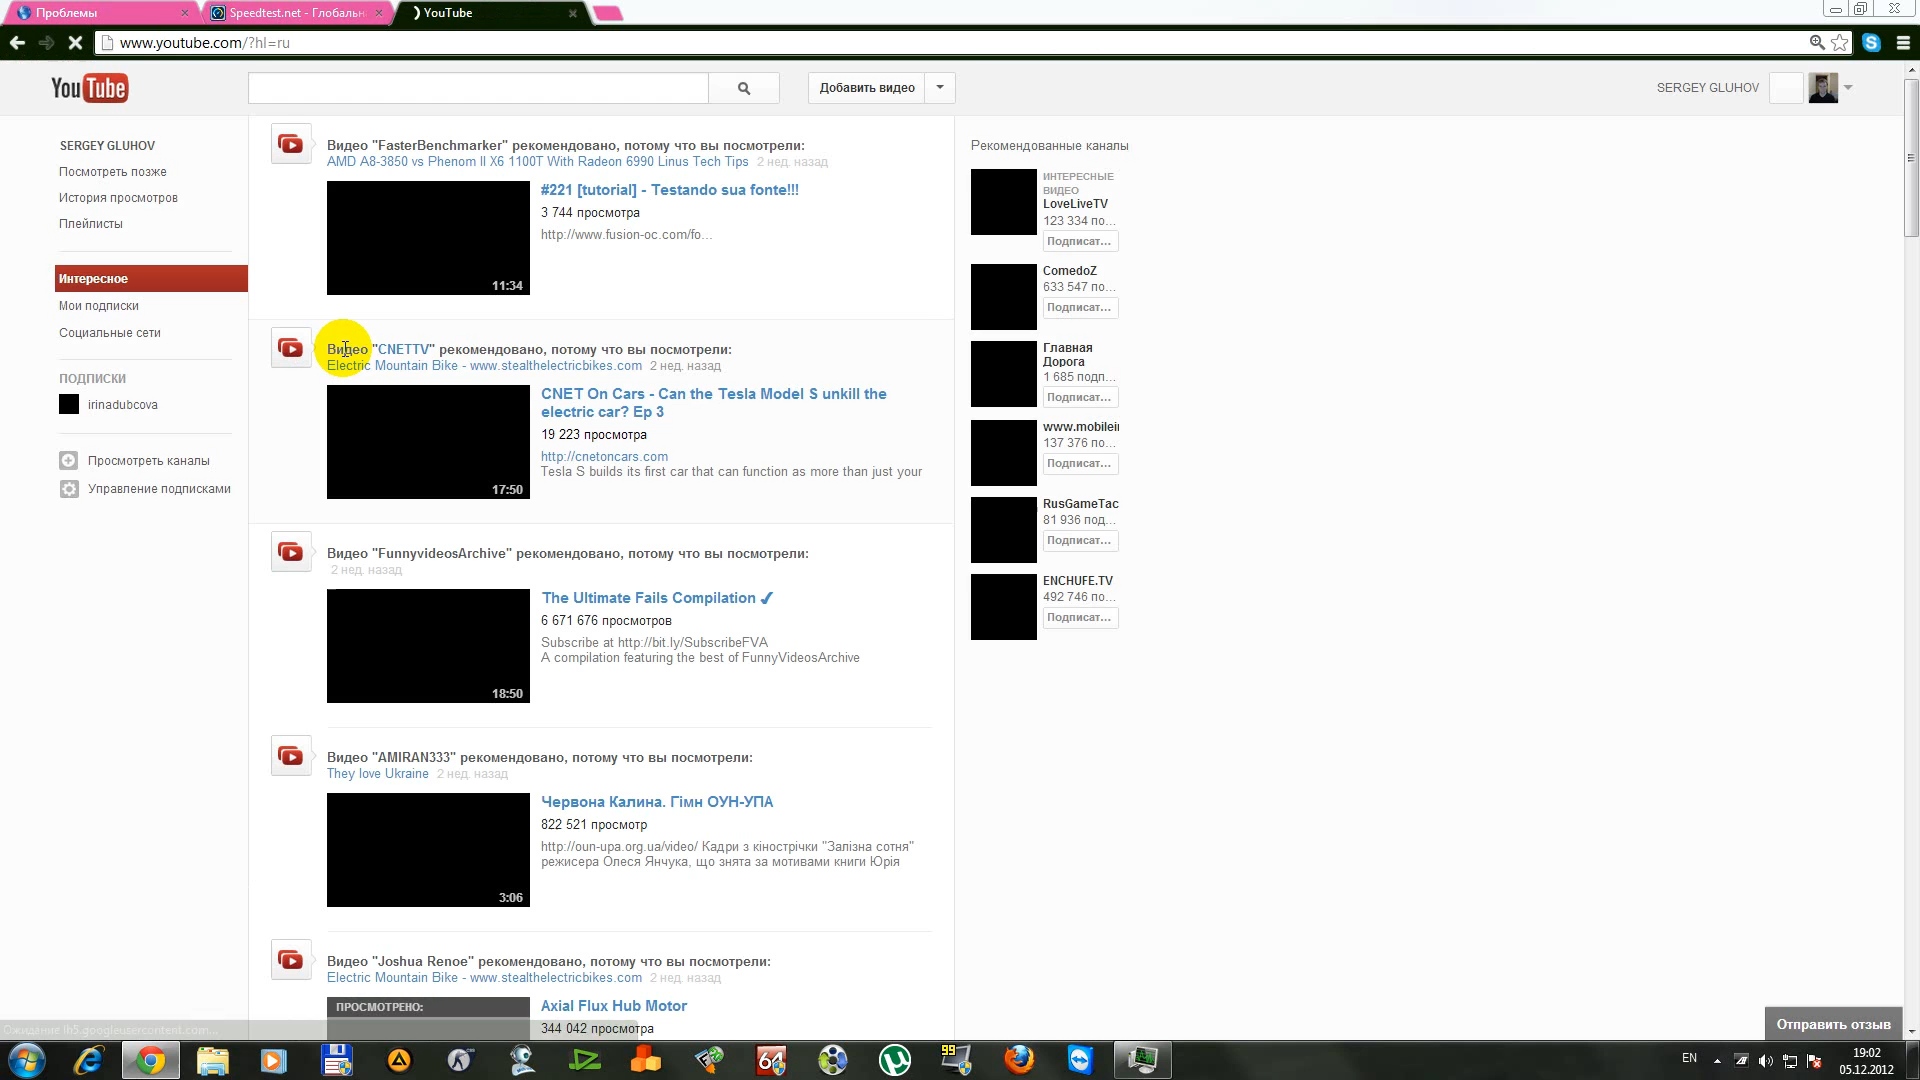 Проблемы
Speedtest.net - Глобальн
YouTube
www.youtube.com/?hl=ru
YouTube
Добавить видео
SERGEY GLUHOV
SERGEY GLUHOV
Посмотреть позже
История просмотров
Плейлисты
Интересное
Мои подписки
Социальные сети
ПОДПИСКИ
irinadubcova
Просмотреть каналы
Управление подписками
Видео "FasterBenchmarker" рекомендовано, потому что вы посмотрели:
AMD A8-3850 vs Phenom II X6 1100T With Radeon 6990 Linus Tech Tips 2 нед. назад
11:34
#221 [tutorial] - Testando sua fonte!!!
3 744 просмотра
http://www.fusion-oc.com/fo...
Видео "CNETTV" рекомендовано, потому что вы посмотрели:
Electric Mountain Bike - www.stealthelectricbikes.com 2 нед. назад
17:50
CNET On Cars - Can the Tesla Model S unkill the
electric car? Ep 3
19 223 просмотра
http://cnetoncars.com
Tesla S builds its first car that can function as more than just your
Видео "FunnyvideosArchive" рекомендовано, потому что вы посмотрели:
2 нед. назад
18:50
The Ultimate Fails Compilation ✔
6 671 676 просмотров
Subscribe at http://bit.ly/SubscribeFVA
A compilation featuring the best of FunnyVideosArchive
Видео "AMIRAN333" рекомендовано, потому что вы посмотрели:
They love Ukraine 2 нед. назад
3:06
Червона Калина. Гімн ОУН-УПА
822 521 просмотр
http://oun-upa.org.ua/video/ Кадри з кінострічки "Залізна сотня"
режисера Олеся Янчука, що знята за мотивами книги Юрія
Видео "Joshua Renoe" рекомендовано, потому что вы посмотрели:
Electric Mountain Bike - www.stealthelectricbikes.com 2 нед. назад
ПРОСМОТРЕНО:
Axial Flux Hub Motor
344 042 просмотра
Рекомендованные каналы
ИНТЕРЕСНЫЕ
ВИДЕО
LoveLiveTV
123 334 по...
Подписат...
ComedoZ
633 547 по...
Подписат...
Главная
Дорога
1 685 подп...
Подписат...
www.mobilei
137 376 по...
Подписат...
RusGameTac
81 936 под...
Подписат...
ENCHUFE.TV
492 746 по...
Подписат...
Отправить отзыв
Ожидание lh5.googleusercontent.com...
64
99
EN
19:02
05.12.2012